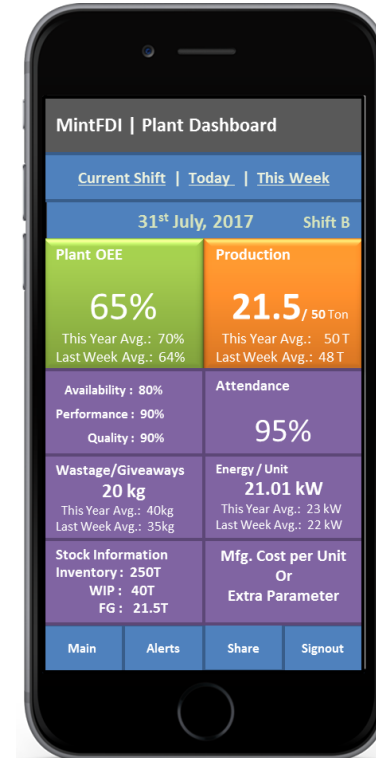 MintFDI | Plant Dashboard
Current Shift | Today | This Week
31st July, 2017 Shift B
Plant OEE
65%
This Year Avg.: 70%
Last Week Avg.: 64%
Production
21.5/ 50 Ton
This Year Avg.: 50 T
Last Week Avg.: 48 T
Availability : 80%
Performance : 90%
Quality : 90%
Attendance
95%
Wastage/Giveaways
20 kg
This Year Avg.: 40kg
Last Week Avg.: 35kg
Energy / Unit
21.01 kW
This Year Avg.: 23 kW
Last Week Avg.: 22 kW
Stock Information
Inventory : 250T
WIP : 40T
FG : 21.5T
Mfg. Cost per Unit
Or
Extra Parameter
Main Alerts Share Signout